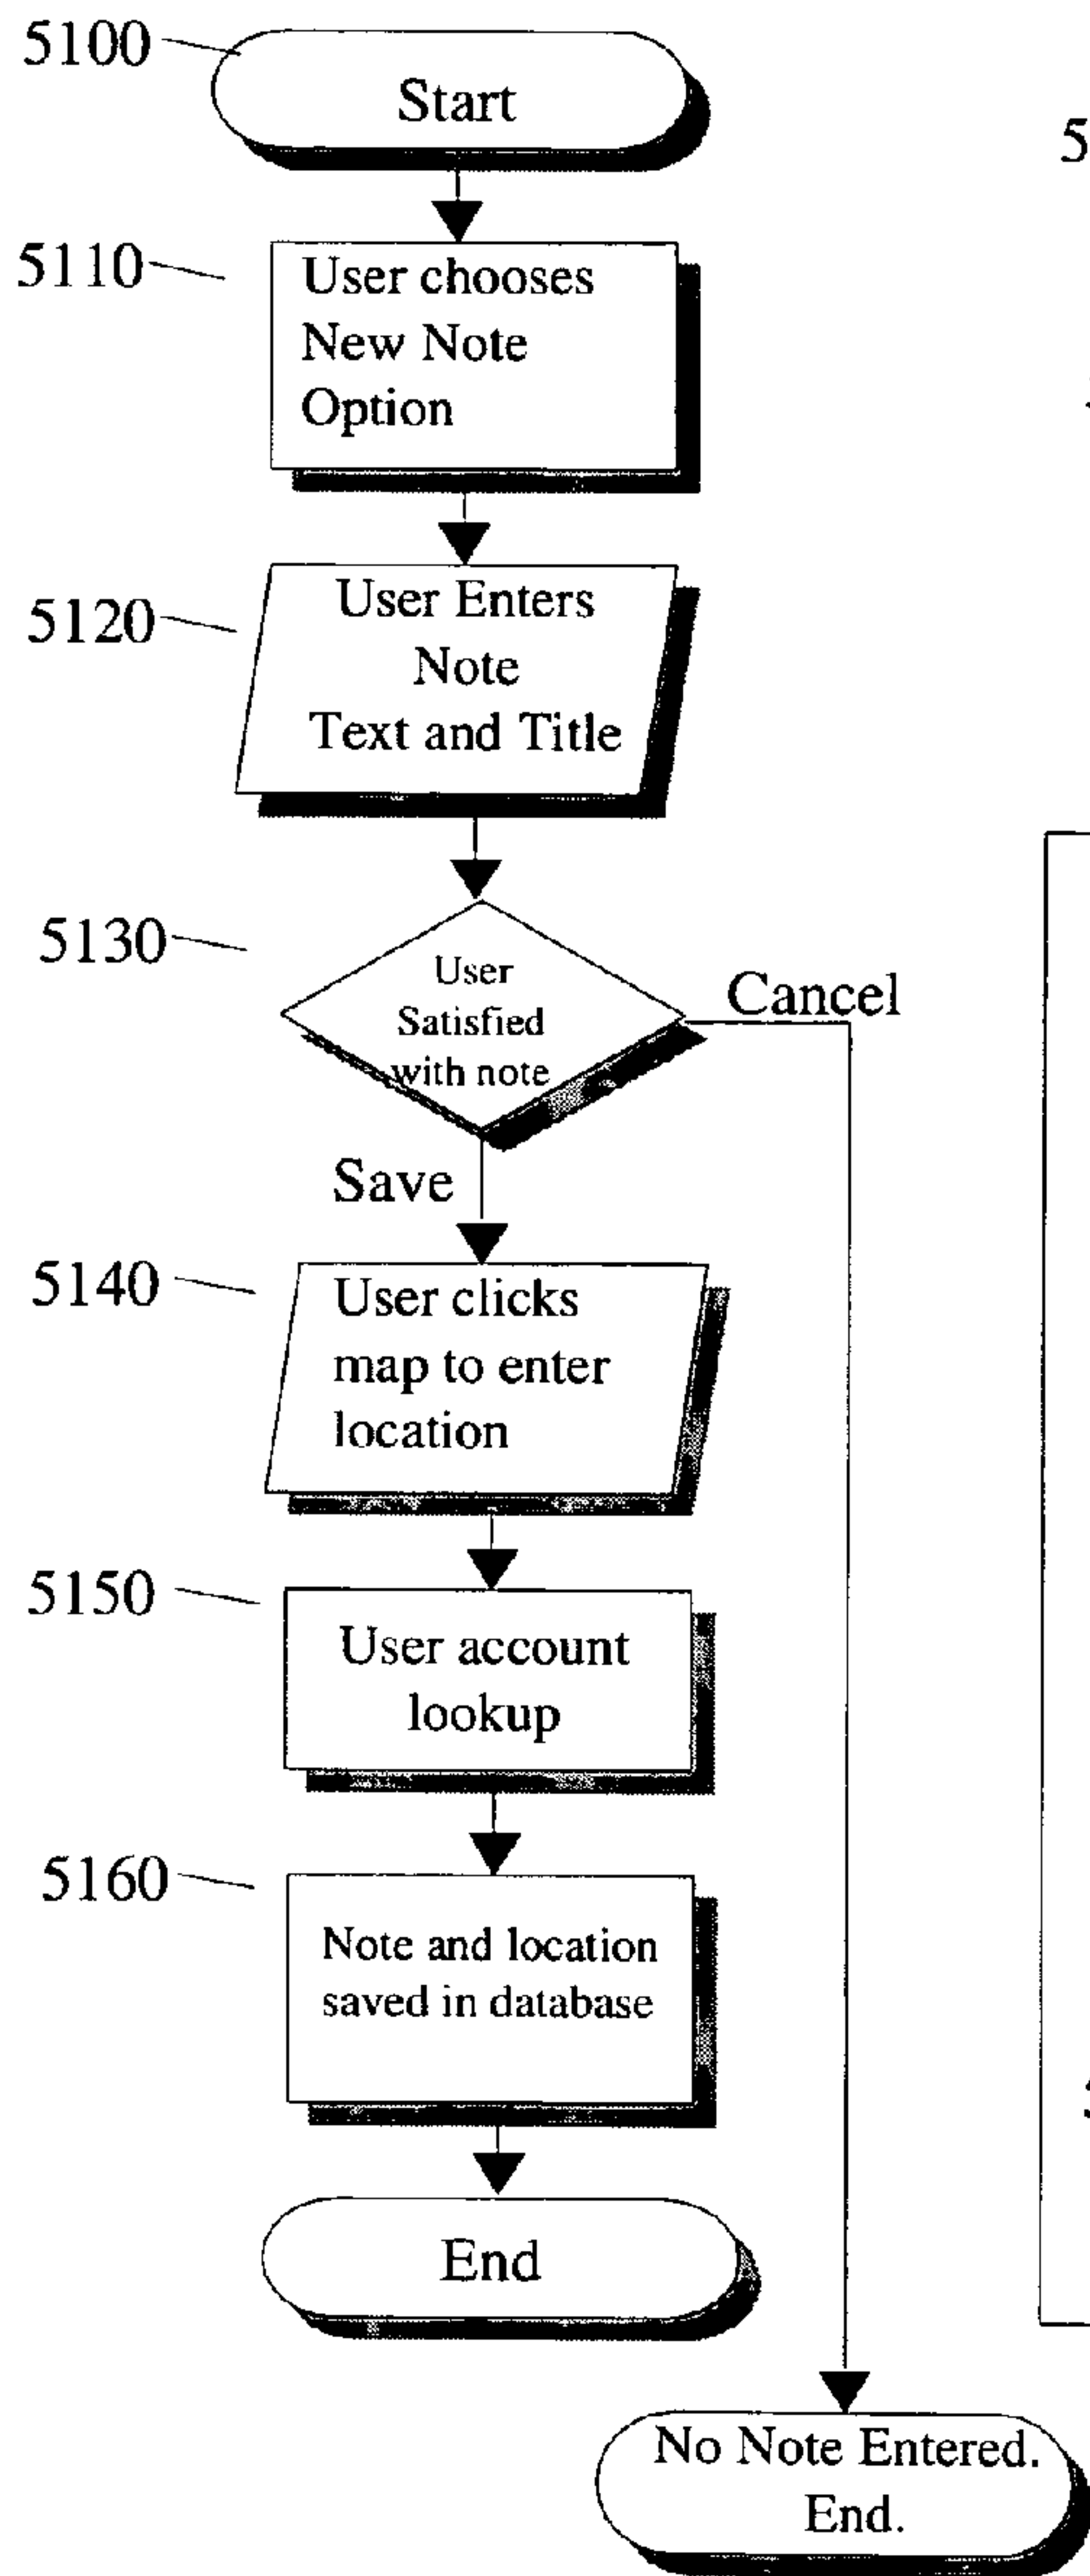 5100
Start
5110
User chooses
New Note
Option
5120
User Enters
Note
Text and Title
5130
User
Satisfied
with note
Cancel
Save
5140
User clicks
map to enter
location
5150
User account
lookup
5160
Note and location
saved in database
End
No Note Entered.
End.